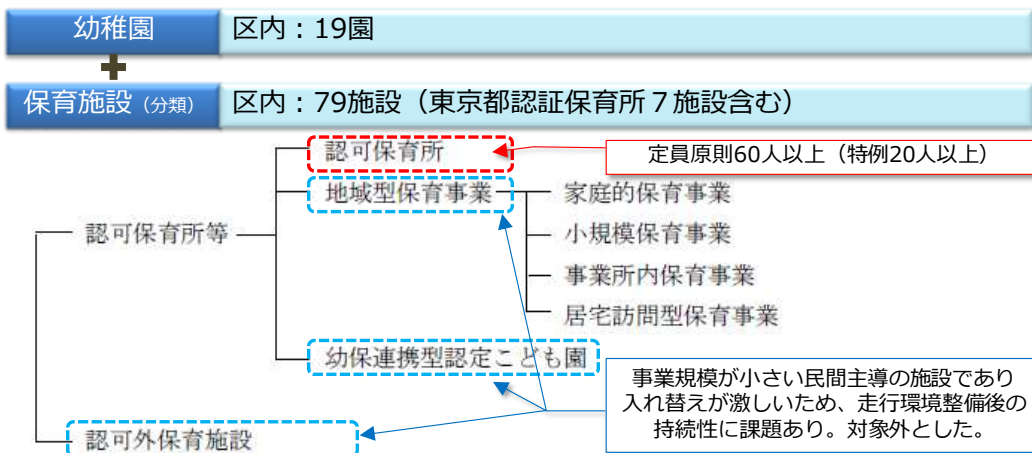 幼稚園
区内：19園
保育施設（分類）
区内：79施設（東京都認証保育所７施設含む）
認可保育所
定員原則60人以上（特例20人以上）
地域型保育事業
家庭的保育事業
小規模保育事業
認可保育所等
事業所内保育事業
居宅訪問型保育事業
幼保連携型認定こども園
事業規模が小さい民間主導の施設であり
入れ替えが激しいため、走行環境整備後の
持続性に課題あり。対象外とした。
認可外保育施設